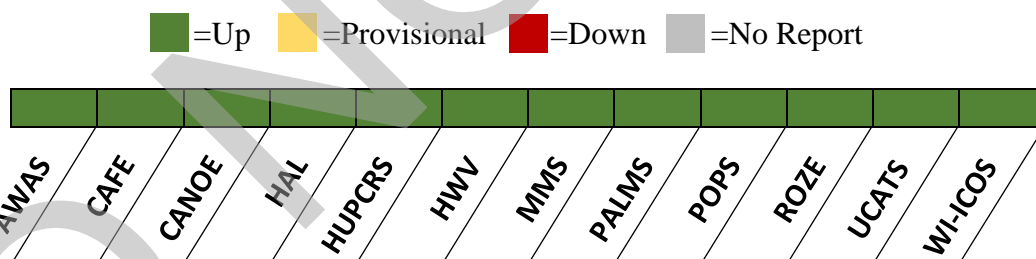 =Up =Provisional =Down =No Report
AWAS CAFE CANOE HAL HUPCRS HWV MMS PALMS POPS ROZE UCATS WI-ICOS